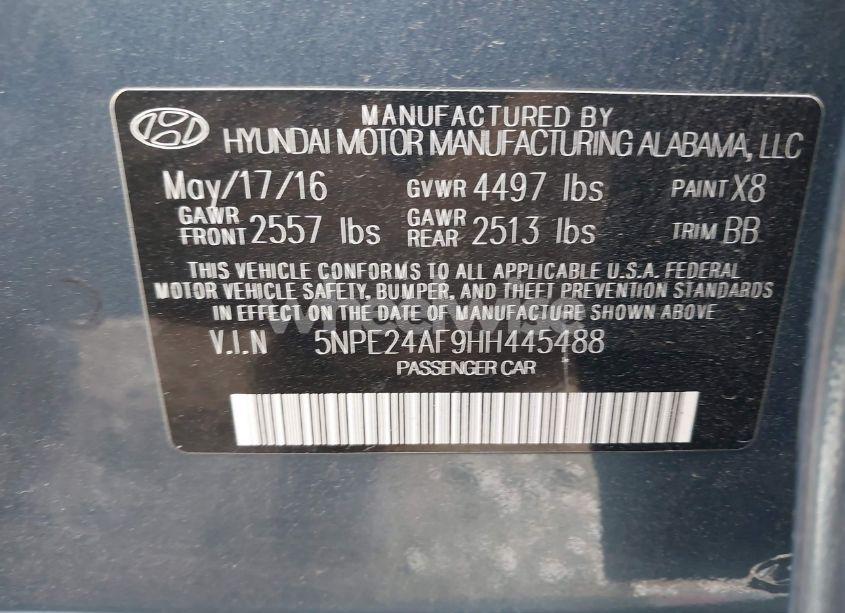 MANUFACTURED BY
HYUNDAI MOTOR MANUFACTURING ALABAMA, LLC
May/17/16 GVWR 4497 lbs PAINT X8
GAWR FRONT 2557 lbs GAWR REAR 2513 lbs TRIM BB
THIS VEHICLE CONFORMS TO ALL APPLICABLE U.S.A. FEDERAL
MOTOR VEHICLE SAFETY, BUMPER, AND THEFT PREVENTION STANDARDS
IN EFFECT ON THE DATE OF MANUFACTURE SHOWN ABOVE
V.I.N 5NPE24AF9HH445488
PASSENGER CAR